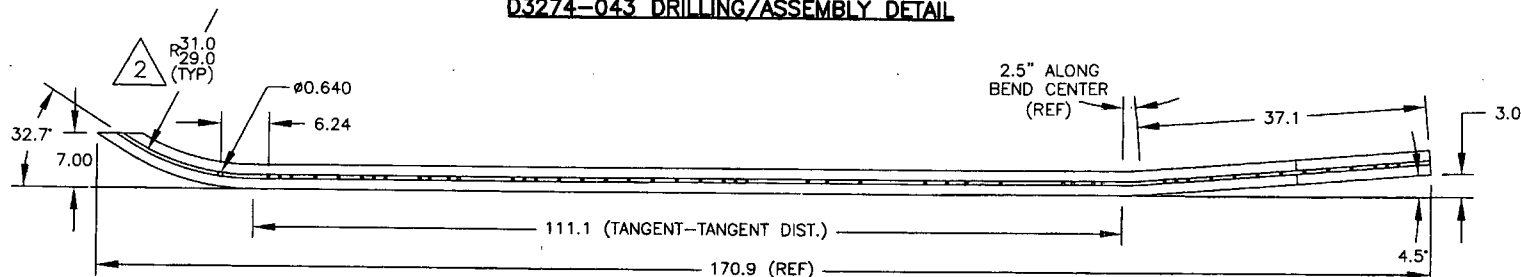 D3274-043 DRILLING/ASSEMBLY DETAIL
2
R31.0
29.0
(TYP)
ø0.640
6.24
32.7°
7.00
2.5" ALONG
BEND CENTER
(REF)
37.1
3.0
111.1 (TANGENT-TANGENT DIST.)
4.5°
170.9 (REF)